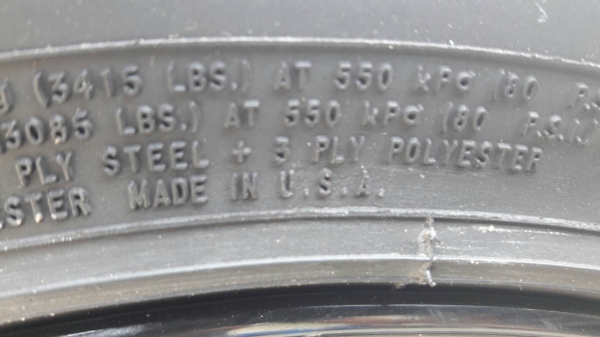 (3415 LBS.) AT 550 kPa (80 P.S.
3085 LBS.) AT 550 kPa (80 P.S.I.)
PLY STEEL + 3 PLY POLYESTER
MADE IN U.S.A.